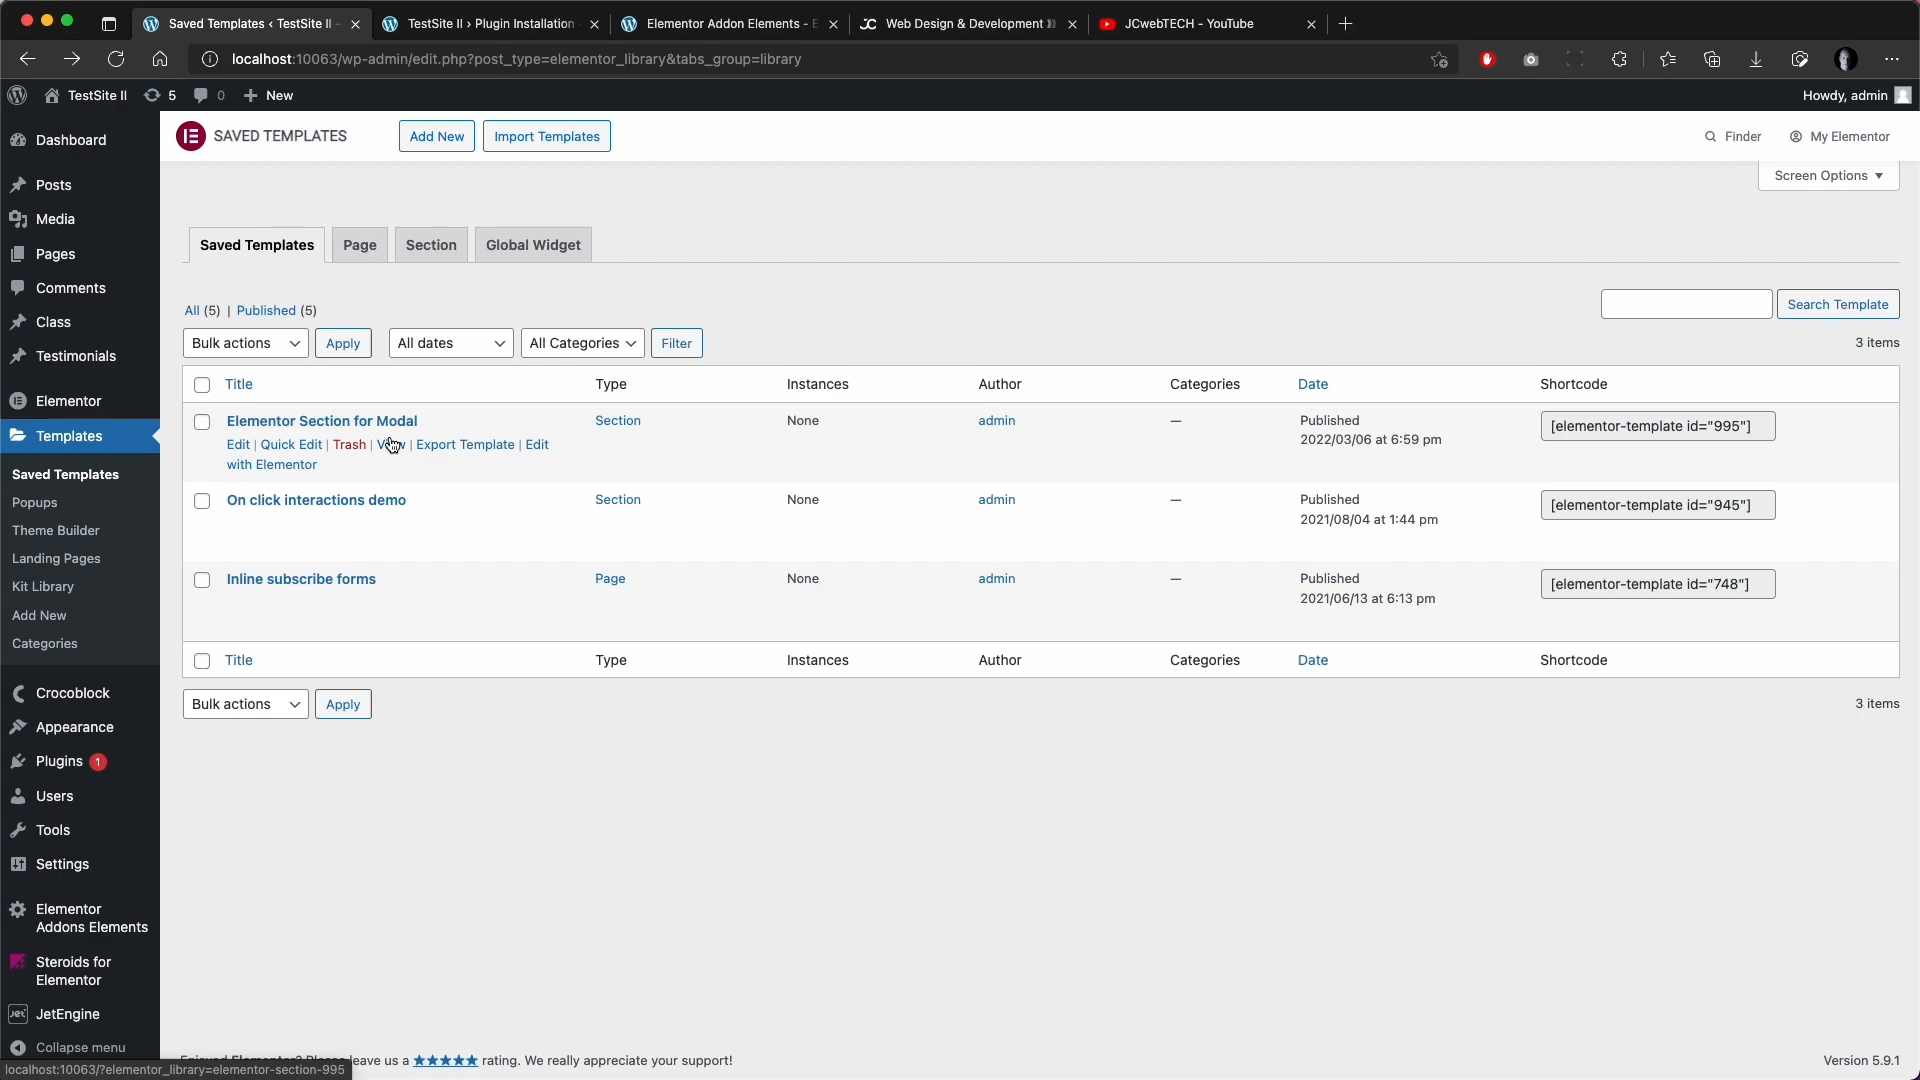 Saved Templates ‹ TestSite II -
TestSite II › Plugin Installation
Elementor Addon Elements - E
Web Design & Development
JCwebTECH - YouTube
localhost:10063/wp-admin/edit.php?post_type=elementor_library&tabs_group=library
TestSite II 5 0 New
Howdy, admin
SAVED TEMPLATES Add New Import Templates
Finder My Elementor
Screen Options
Dashboard
Posts
Media
Pages
Comments
Class
Testimonials
Elementor
Templates
Saved Templates
Popups
Theme Builder
Landing Pages
Kit Library
Add New
Categories
Crocoblock
Appearance
Plugins 1
Users
Tools
Settings
Elementor
Addons Elements
Steroids for
Elementor
JetEngine
Collapse menu
Saved Templates Page Section Global Widget
All (5) | Published (5)
Search Template
Bulk actions Apply All dates All Categories Filter
3 items
Title Type Instances Author Categories Date Shortcode
Elementor Section for Modal Section None admin — Published [elementor-template id="995"]
2022/03/06 at 6:59 pm
Edit | Quick Edit | Trash | | Export Template | Edit
with Elementor
On click interactions demo Section None admin — Published [elementor-template id="945"]
2021/08/04 at 1:44 pm
Inline subscribe forms Page None admin — Published [elementor-template id="748"]
2021/06/13 at 6:13 pm
Title Type Instances Author Categories Date Shortcode
Bulk actions Apply
3 items
leave us a ★★★★★ rating. We really appreciate your support!
Version 5.9.1
localhost:10063/?elementor_library=elementor-section-995